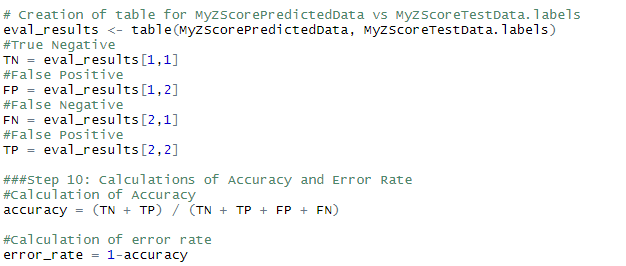 # Creation of table for MyZScorePredictedData vs MyZScoreTestData.labels
eval_results <- table(MyZScorePredictedData, MyZScoreTestData.labels)
#True Negative
TN = eval_results[1,1]
#False Positive
FP = eval_results[1,2]
#False Negative
FN = eval_results[2,1]
#False Positive
TP = eval_results[2,2]
###Step 10: Calculations of Accuracy and Error Rate
#Calculation of Accuracy
accuracy = (TN + TP) / (TN + TP + FP + FN)
#Calculation of error rate
error_rate = 1-accuracy